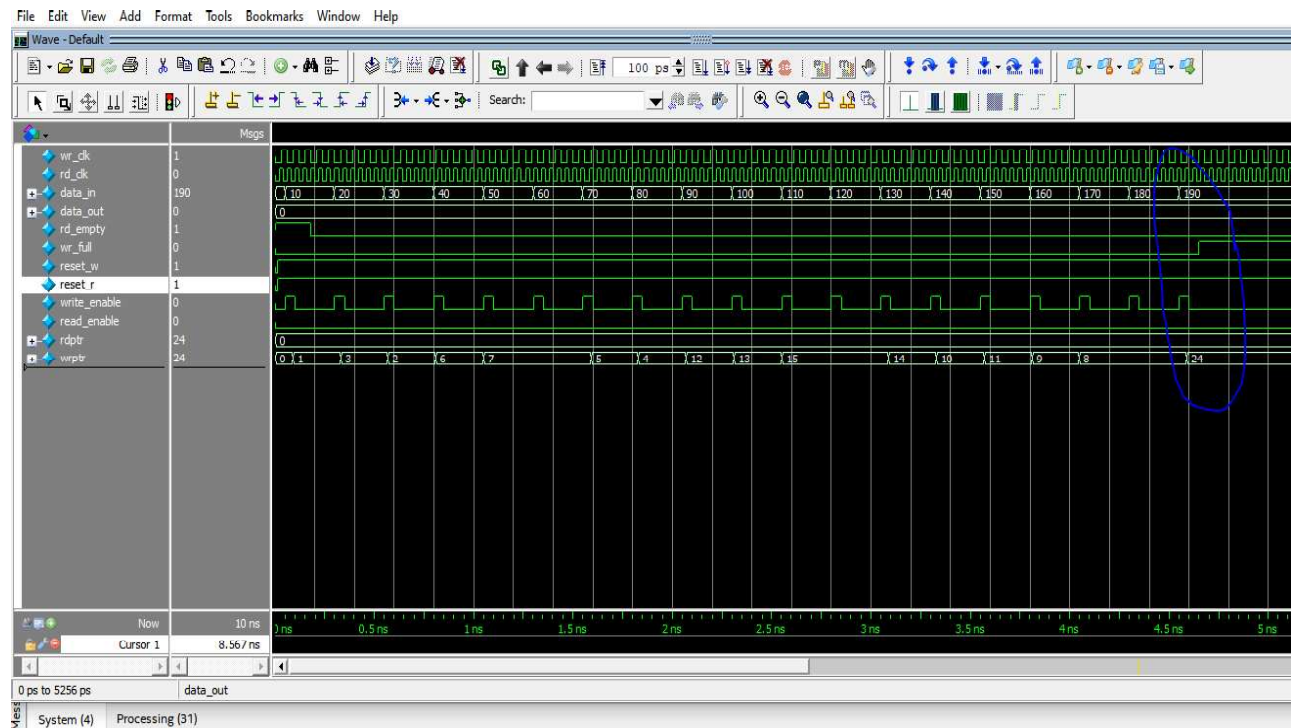 File Edit View Add Format Tools Bookmarks Window Help
Wave - Default
100 ps
Search:
Msgs
wr_clk 1
rd_clk 0
data_in 190 10 20 30 40 50 60 70 80 90 100 110 120 130 140 150 160 170 180 190
data_out 0 0
rd_empty 1
wr_full 0
reset_w 1
reset_r 1
write_enable 0
read_enable 0
rdptr 24 0
wrptr 24 0 1 3 2 6 7 5 4 12 13 15 14 10 11 9 8 24
Now 10 ns 0.5 ns 1 ns 1.5 ns 2 ns 2.5 ns 3 ns 3.5 ns 4 ns 4.5 ns 5 ns
Cursor 1 8.567 ns
0 ps to 5256 ps data_out
System (4) Processing (31)